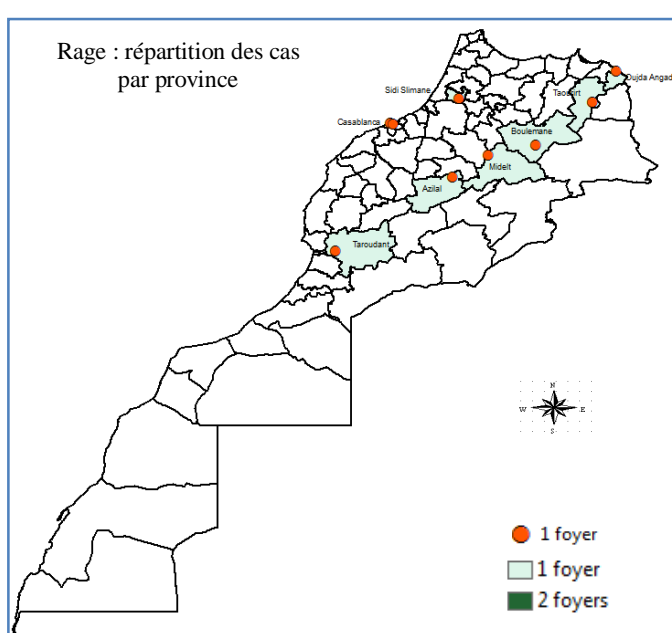 Rage : répartition des cas
par province
Oujda Angad
Sidi Slimane
Taourirt
Casablanca
Boulemane
Midelt
Azilal
Taroudant
N
W E
S
1 foyer
1 foyer
2 foyers